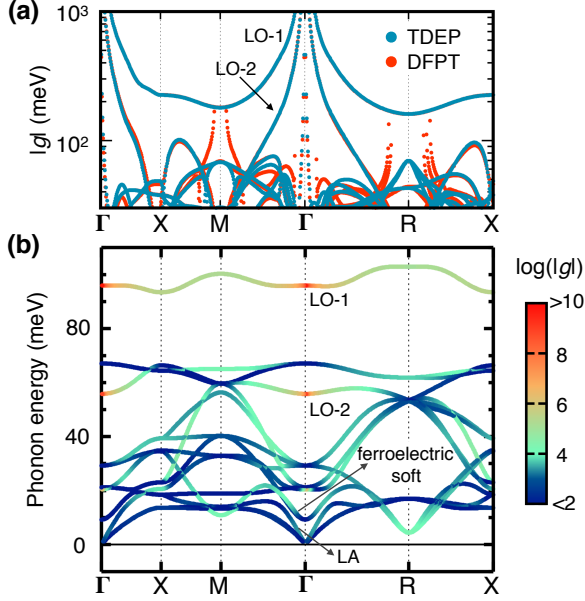 (a)
10³
10²
|g| (meV)
LO-1
LO-2
TDEP
DFPT
Γ X M Γ R X
(b)
80
40
0
Phonon energy (meV)
LO-1
LO-2
ferroelectric
soft
LA
Γ X M Γ R X
log(|g|)
>10
8
6
4
<2